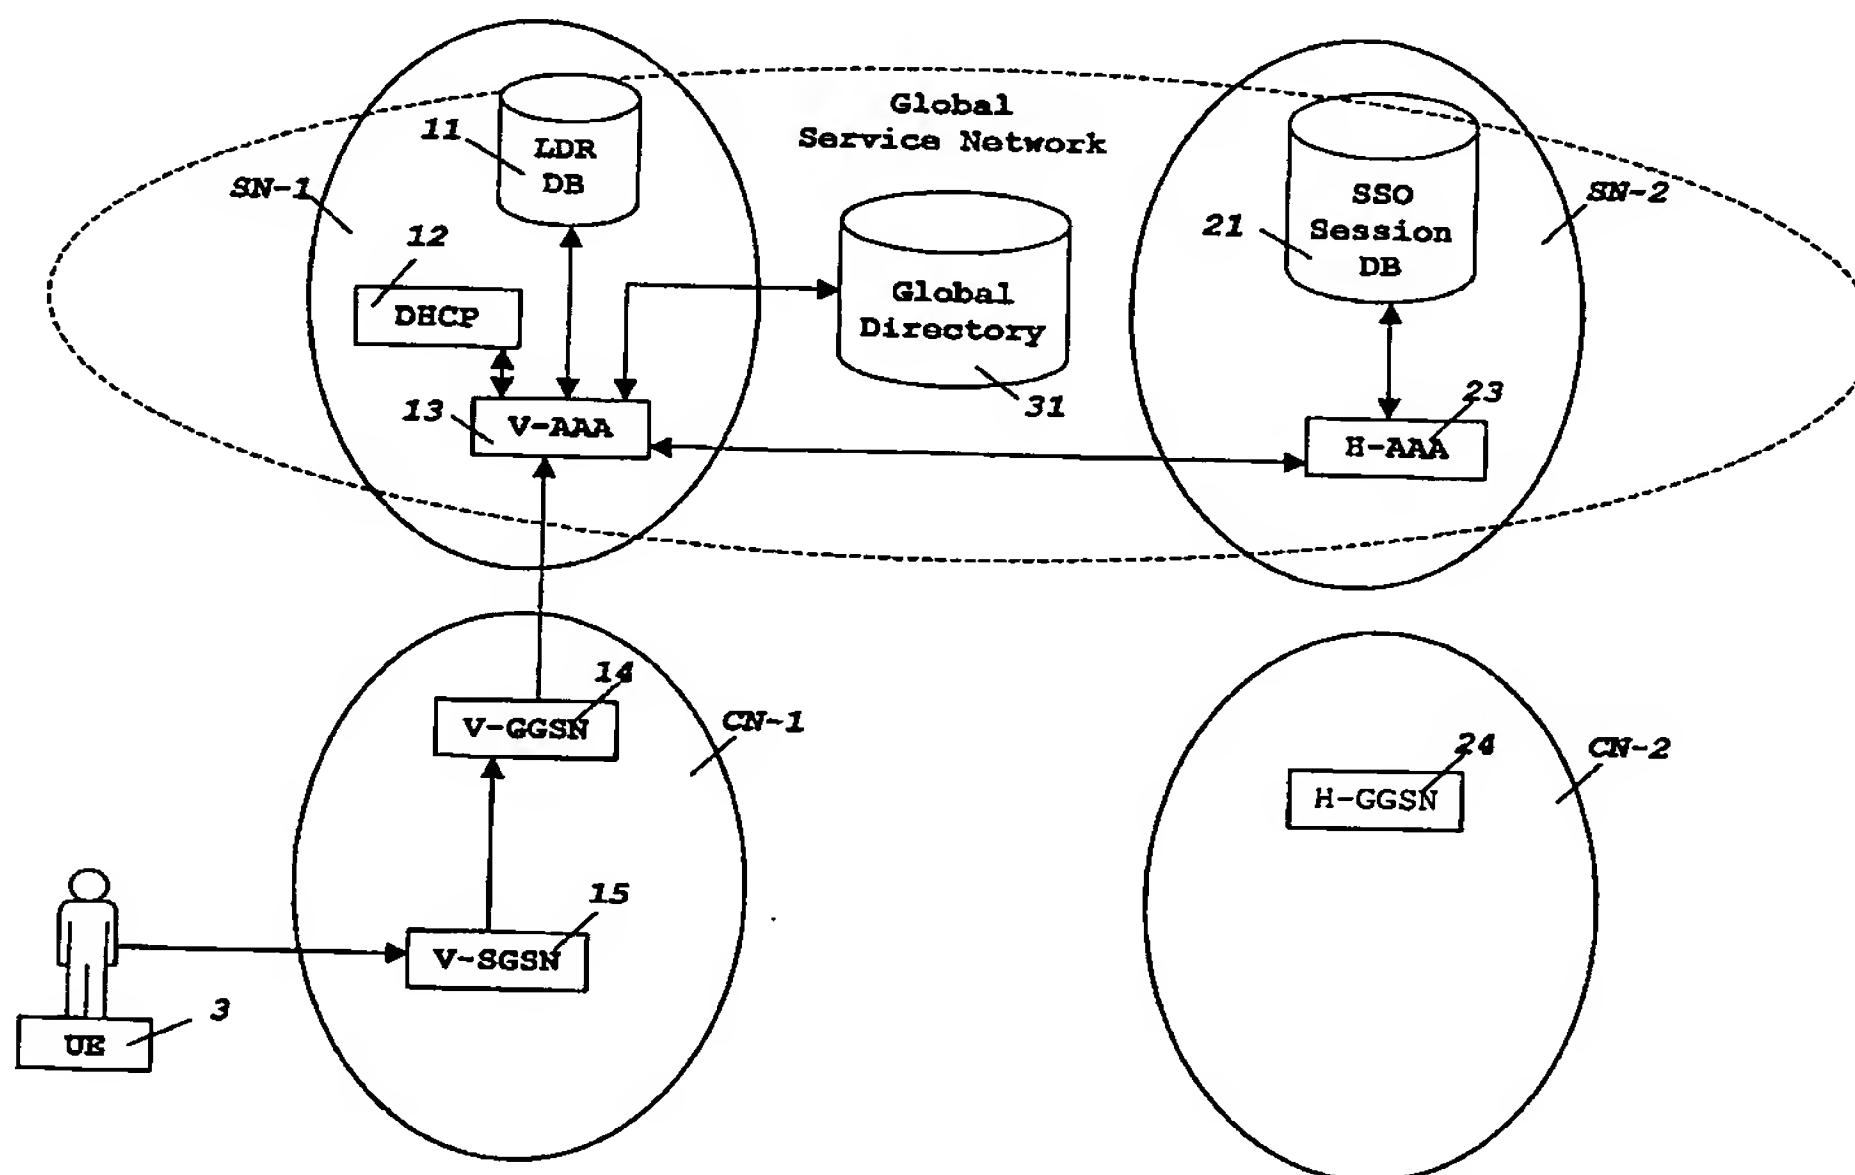 Global
Service Network
11
LDR
DB
SN-1
12
DHCP
13
V-AAA
Global
Directory
31
SSO
Session
DB
21
SN-2
23
H-AAA
14
V-GGSN
CN-1
15
V-SGSN
3
UE
24
H-GGSN
CN-2